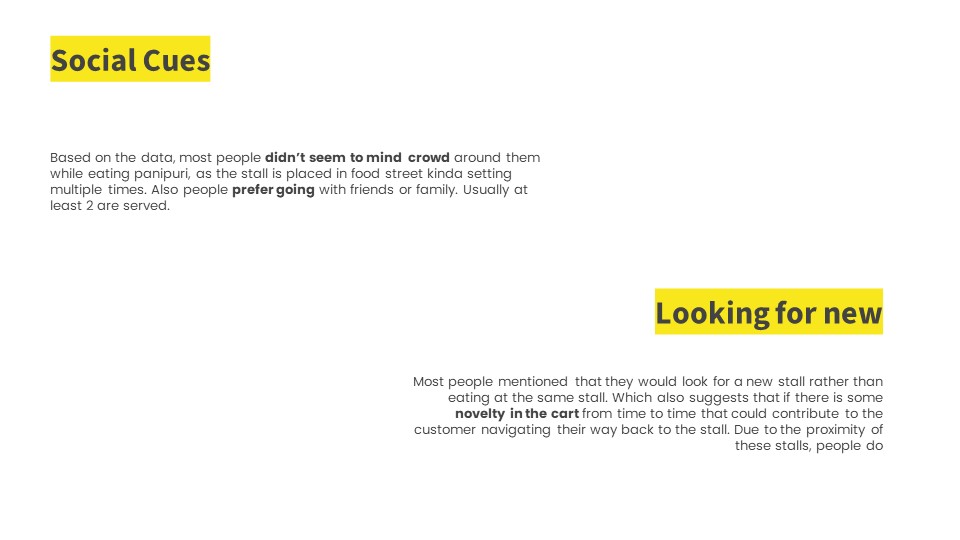 Social Cues
Based on the data, most people didn’t seem to mind crowd around them
while eating panipuri, as the stall is placed in food street kinda setting
multiple times. Also people prefer going with friends or family. Usually at
least 2 are served.
Looking for new
Most people mentioned that they would look for a new stall rather than
eating at the same stall. Which also suggests that if there is some
novelty in the cart from time to time that could contribute to the
customer navigating their way back to the stall. Due to the proximity of
these stalls, people do